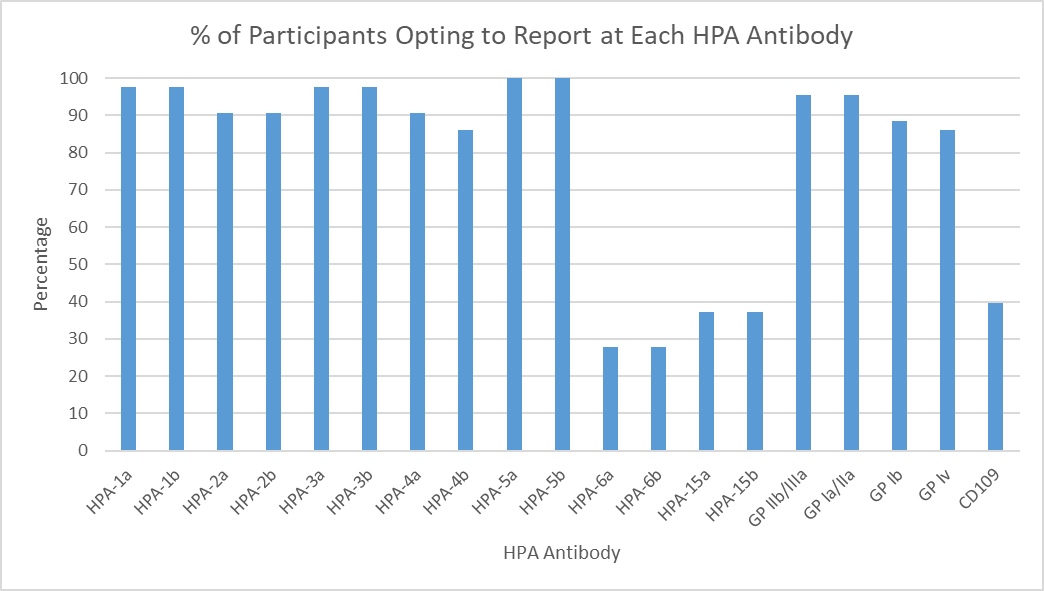 % of Participants Opting to Report at Each HPA Antibody
100
90
80
70
60
50
40
30
20
10
0
Percentage
HPA-1a
HPA-1b
HPA-2a
HPA-2b
HPA-3a
HPA-3b
HPA-4a
HPA-4b
HPA-5a
HPA-5b
HPA-6a
HPA-6b
HPA-15a
HPA-15b
GP IIb/IIIa
GP Ia/IIa
GP Ib
GP Iv
CD109
HPA Antibody